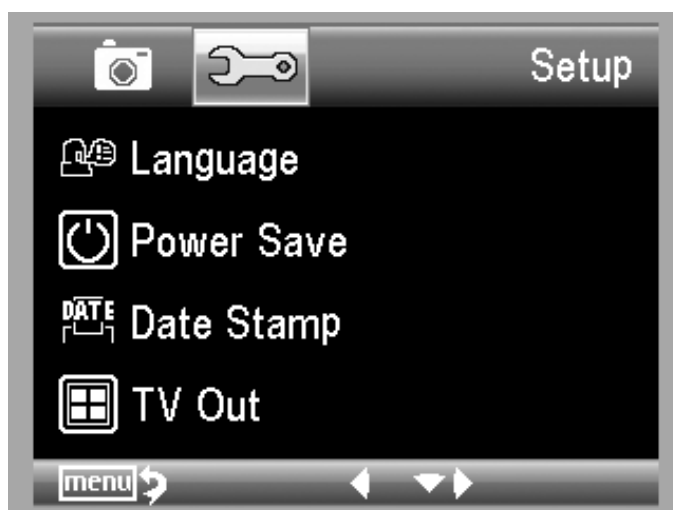 Setup
Language
Power Save
DATE Date Stamp
TV Out
menu